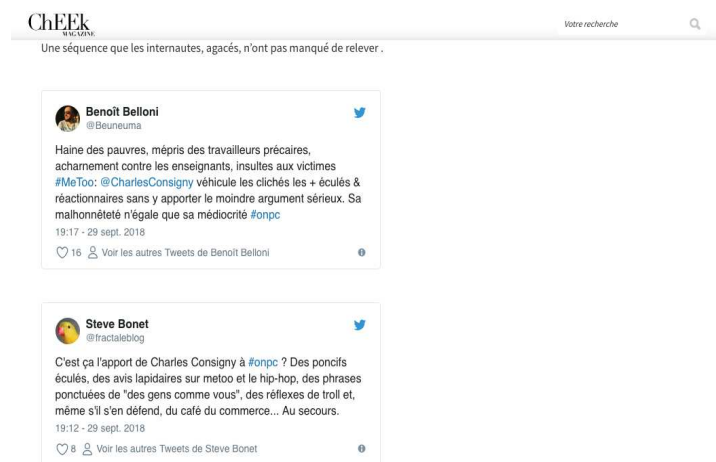 ChEEk
MAGAZINE
Votre recherche
Une séquence que les internautes, agacés, n'ont pas manqué de relever .
Benoît Belloni
@Beuneuma
Haine des pauvres, mépris des travailleurs précaires,
acharnement contre les enseignants, insultes aux victimes
#MeToo: @CharlesConsigny véhicule les clichés les + éculés &
réactionnaires sans y apporter le moindre argument sérieux. Sa
malhonnêteté n'égale que sa médiocrité #onpc
19:17 - 29 sept. 2018
16 Voir les autres Tweets de Benoît Belloni
Steve Bonet
@fractaleblog
C'est ça l'apport de Charles Consigny à #onpc ? Des poncifs
éculés, des avis lapidaires sur metoo et le hip-hop, des phrases
ponctuées de "des gens comme vous", des réflexes de troll et,
même s'il s'en défend, du café du commerce... Au secours.
19:12 - 29 sept. 2018
8 Voir les autres Tweets de Steve Bonet